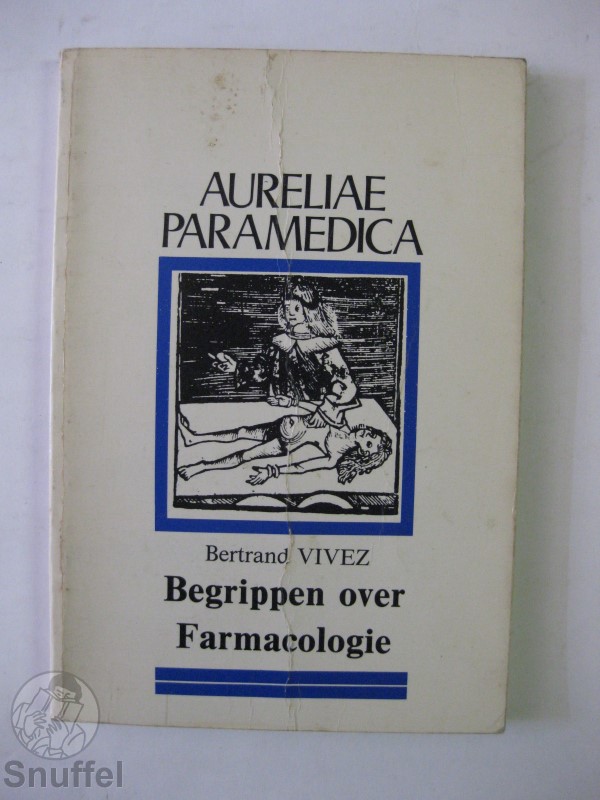 AURELIAE
PARAMEDICA
Bertrand VIVEZ
Begrippen over
Farmacologie
Snuffel